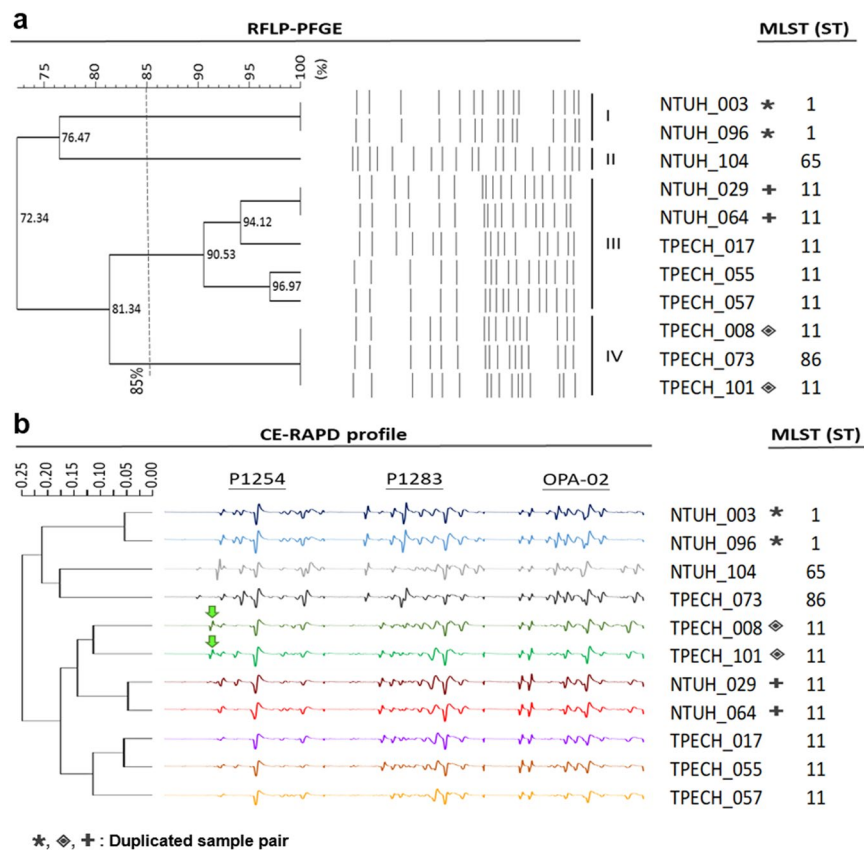 a
RFLP-PFGE
MLST (ST)
75 80 85 90 95 100 (%)
NTUH_003 * 1
I
NTUH_096 * 1
76.47
II
NTUH_104 65
NTUH_029 + 11
72.34
94.12
NTUH_064 + 11
90.53
III
TPECH_017 11
96.97
TPECH_055 11
81.34
TPECH_057 11
TPECH_008 ◈ 11
85%
IV
TPECH_073 86
TPECH_101 ◈ 11
b
CE-RAPD profile
MLST (ST)
0.25 0.20 0.15 0.10 0.05 0.00
P1254 P1283 OPA-02
NTUH_003 * 1
NTUH_096 * 1
NTUH_104 65
TPECH_073 86
TPECH_008 ◈ 11
TPECH_101 ◈ 11
NTUH_029 + 11
NTUH_064 + 11
TPECH_017 11
TPECH_055 11
TPECH_057 11
*, ◈, + : Duplicated sample pair